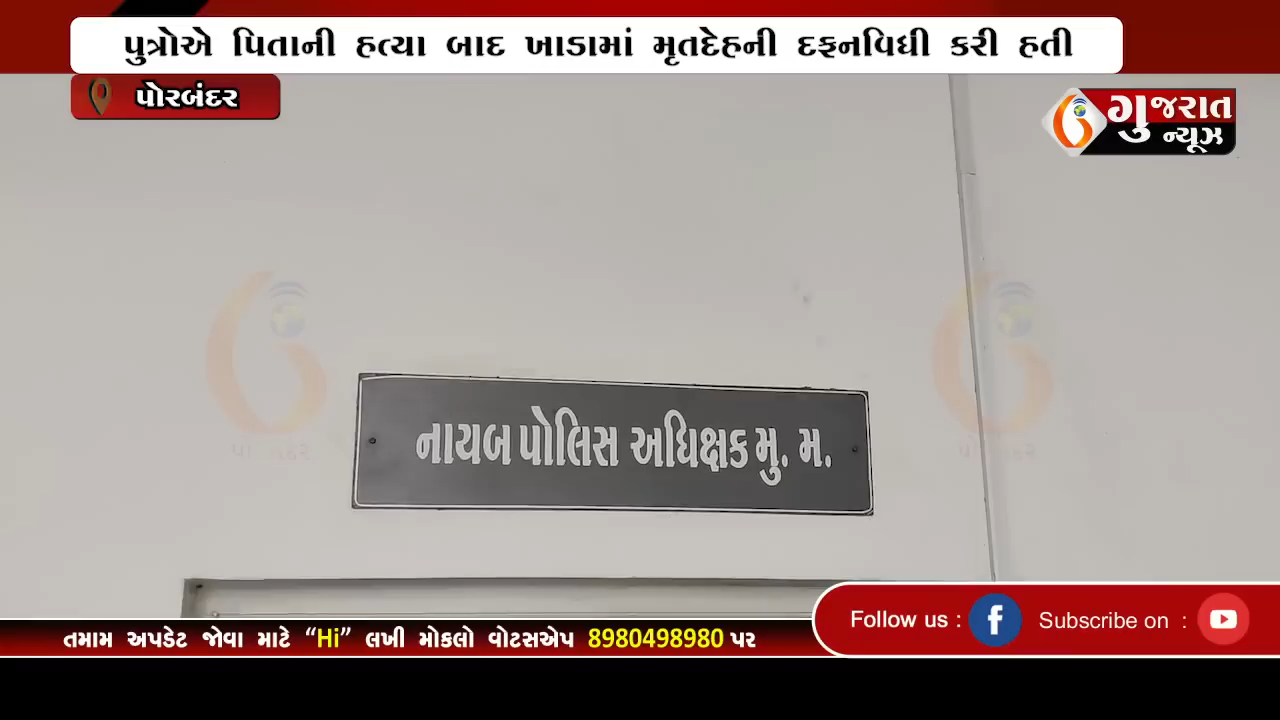 પુત્રોએ પિતાની હત્યા બાદ ખાડામાં મૃતદેહની દફનવિધી કરી હતી
પોરબંદર
ગુજરાત
ન્યૂઝ
નાયબ પોલિસ અધિક્ષક મુ. મ.
Follow us :
Subscribe on :
તમામ અપડેટ જોવા માટે “Hi” લખી મોકલો વોટસએપ 8980498980 પર